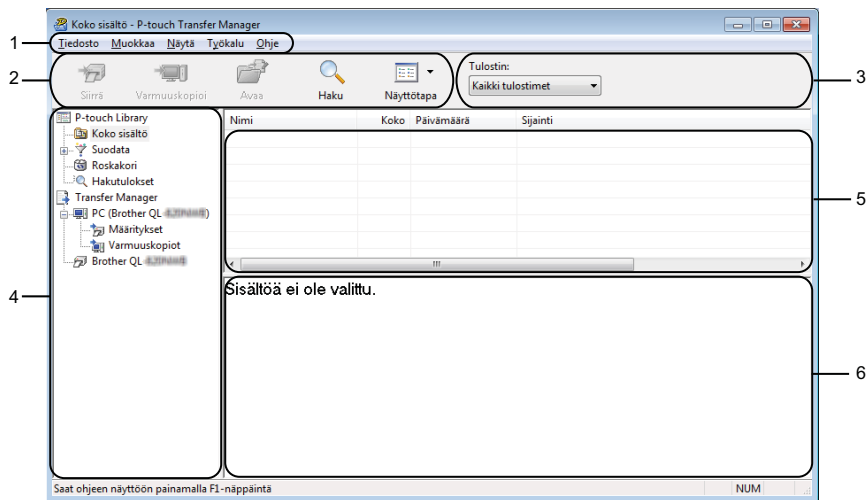 Koko sisältö - P-touch Transfer Manager
1
Tiedosto Muokkaa Näytä Työkalu Ohje
2
Siirrä Varmuuskopioi Avaa Haku Näyttötapa
Tulostin:
Kaikki tulostimet
3
P-touch Library
Koko sisältö
Suodata
Roskakori
Hakutulokset
Transfer Manager
PC (Brother QL )
Määritykset
Varmuuskopiot
Brother QL
4
Nimi Koko Päivämäärä Sijainti
5
Sisältöä ei ole valittu.
6
Saat ohjeen näyttöön painamalla F1-näppäintä
NUM